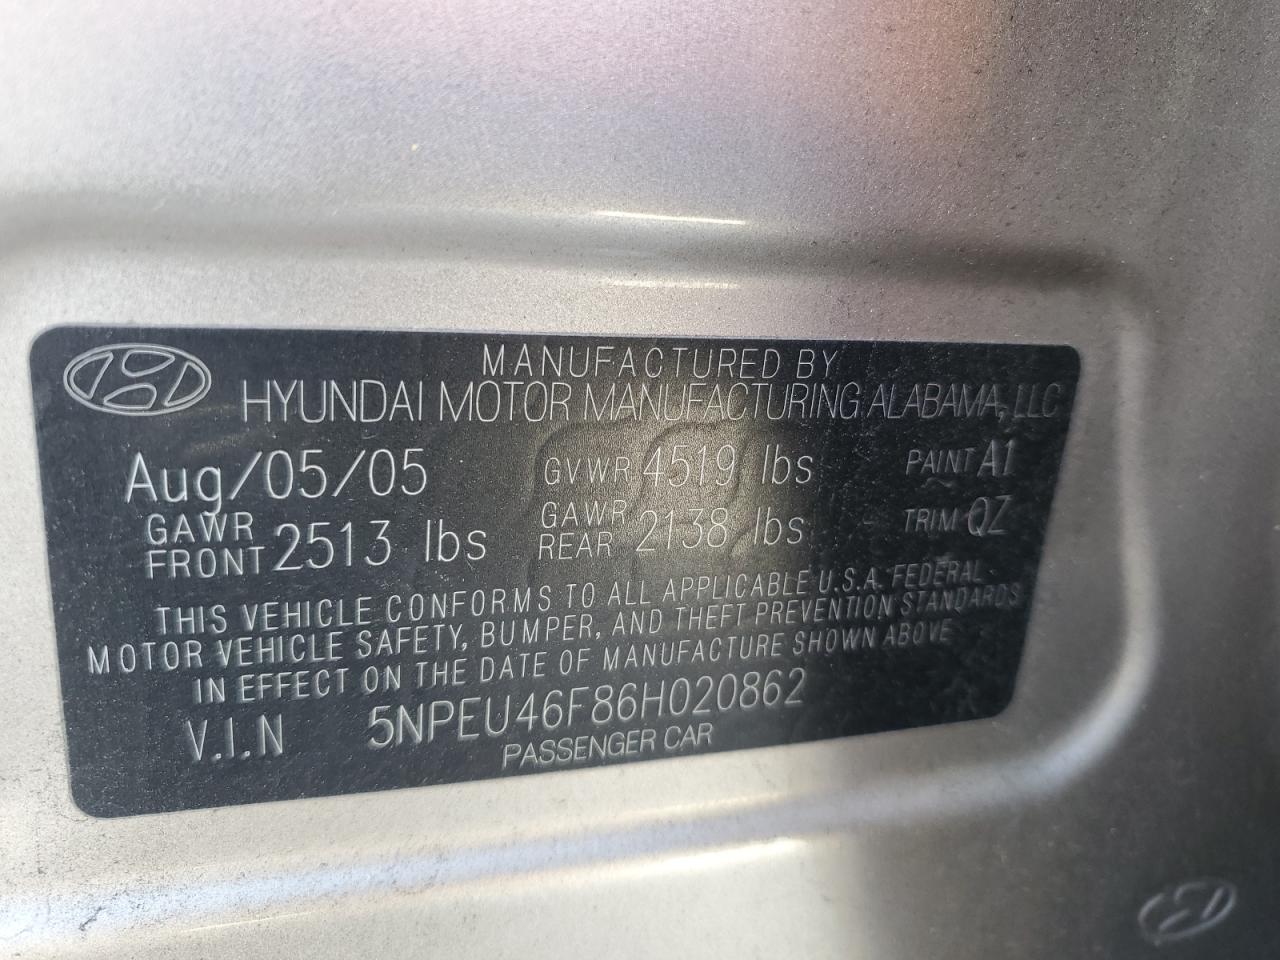 MANUFACTURED BY
HYUNDAI MOTOR MANUFACTURING ALABAMA, LLC
Aug/05/05 GVWR 4519 lbs PAINT A1
GAWR FRONT 2513 lbs GAWR REAR 2138 lbs TRIM QZ
THIS VEHICLE CONFORMS TO ALL APPLICABLE U.S.A. FEDERAL
MOTOR VEHICLE SAFETY, BUMPER, AND THEFT PREVENTION STANDARDS
IN EFFECT ON THE DATE OF MANUFACTURE SHOWN ABOVE
V.I.N 5NPEU46F86H020862
PASSENGER CAR